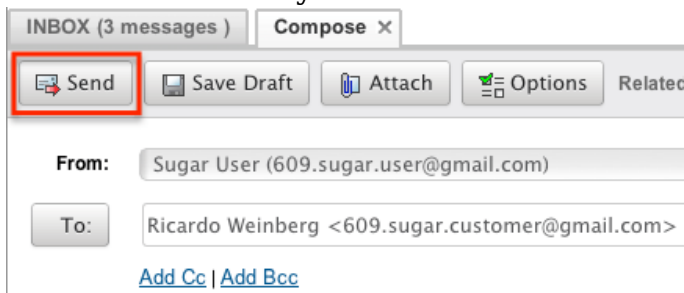 INBOX (3 messages ) Compose ×
Send Save Draft Attach Options Related
From: Sugar User (609.sugar.user@gmail.com)
To: Ricardo Weinberg <609.sugar.customer@gmail.com>
Add Cc | Add Bcc